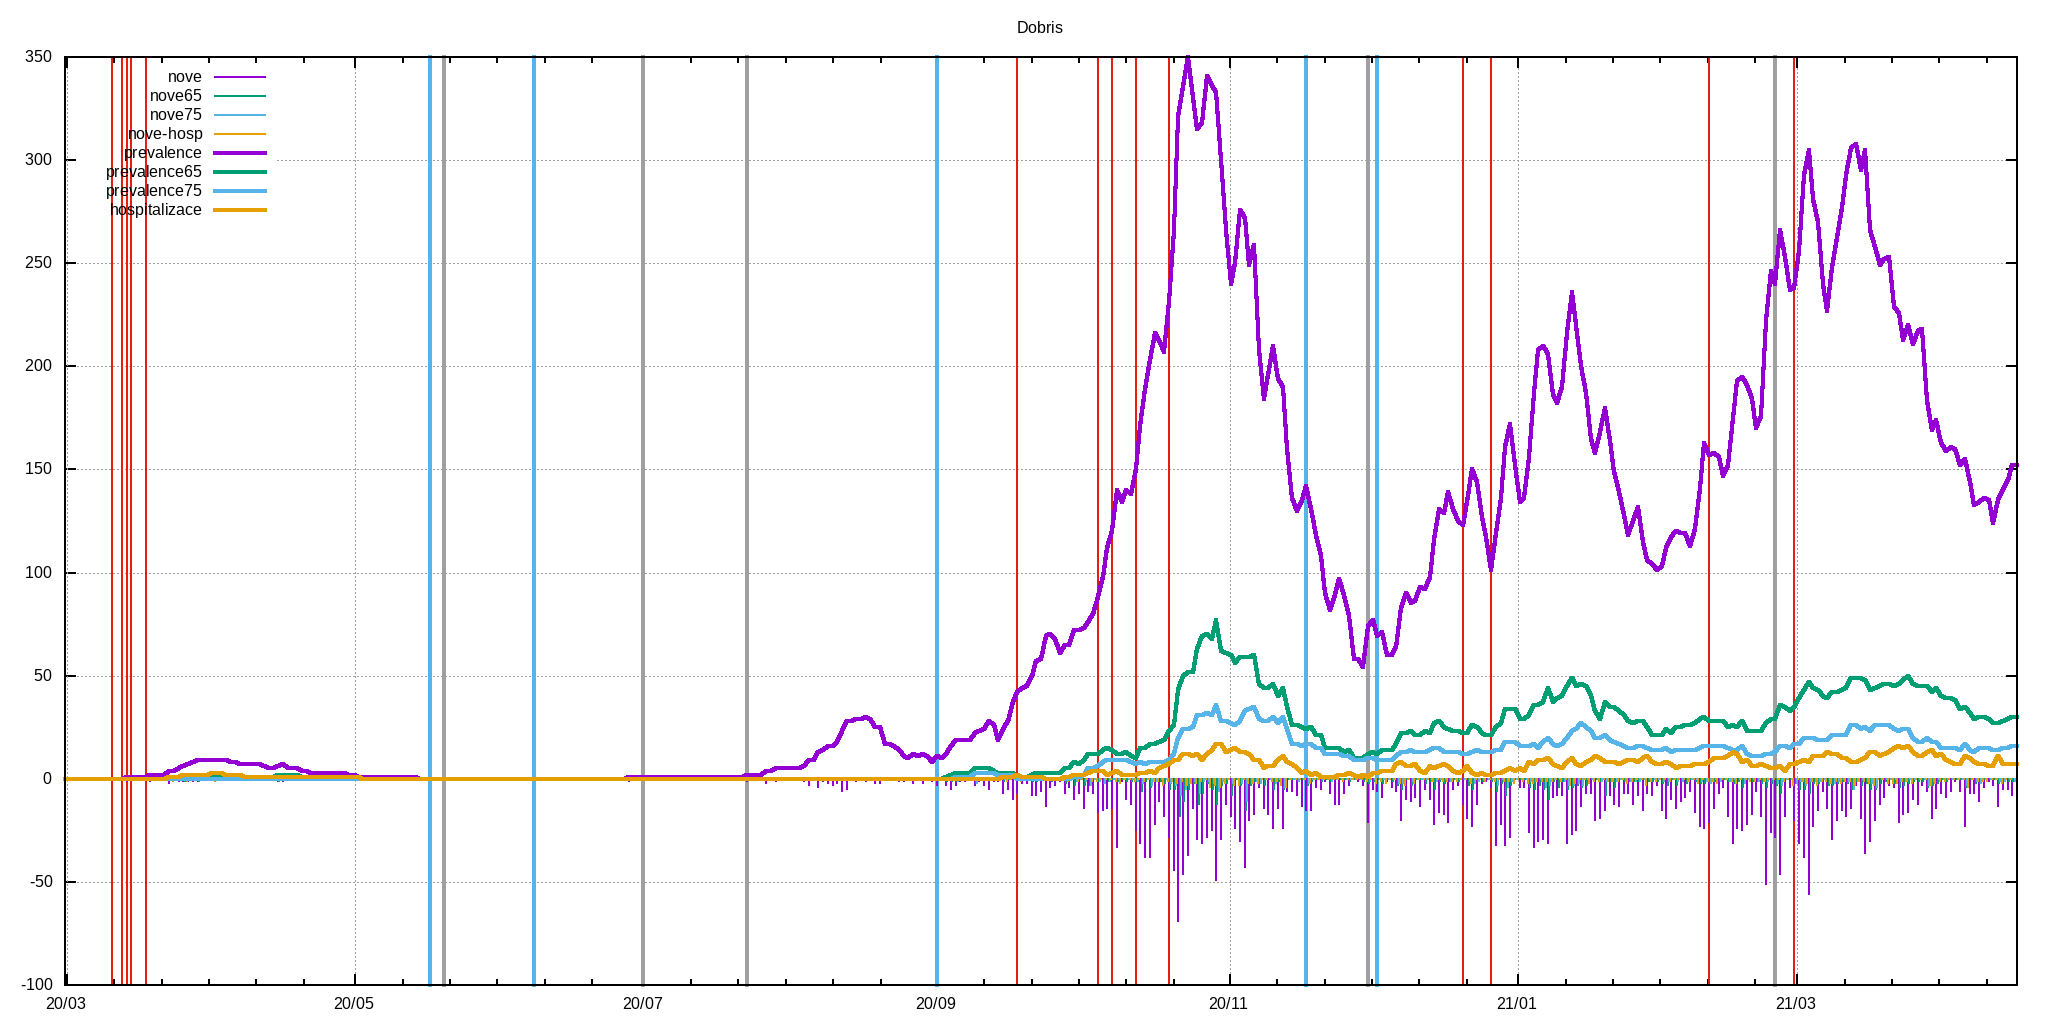 Dobris
350
300
250
200
150
100
50
0
-50
-100
nove
nove65
nove75
nove-hosp
prevalence
prevalence65
prevalence75
hospitalizace
20/03 20/05 20/07 20/09 20/11 21/01 21/03